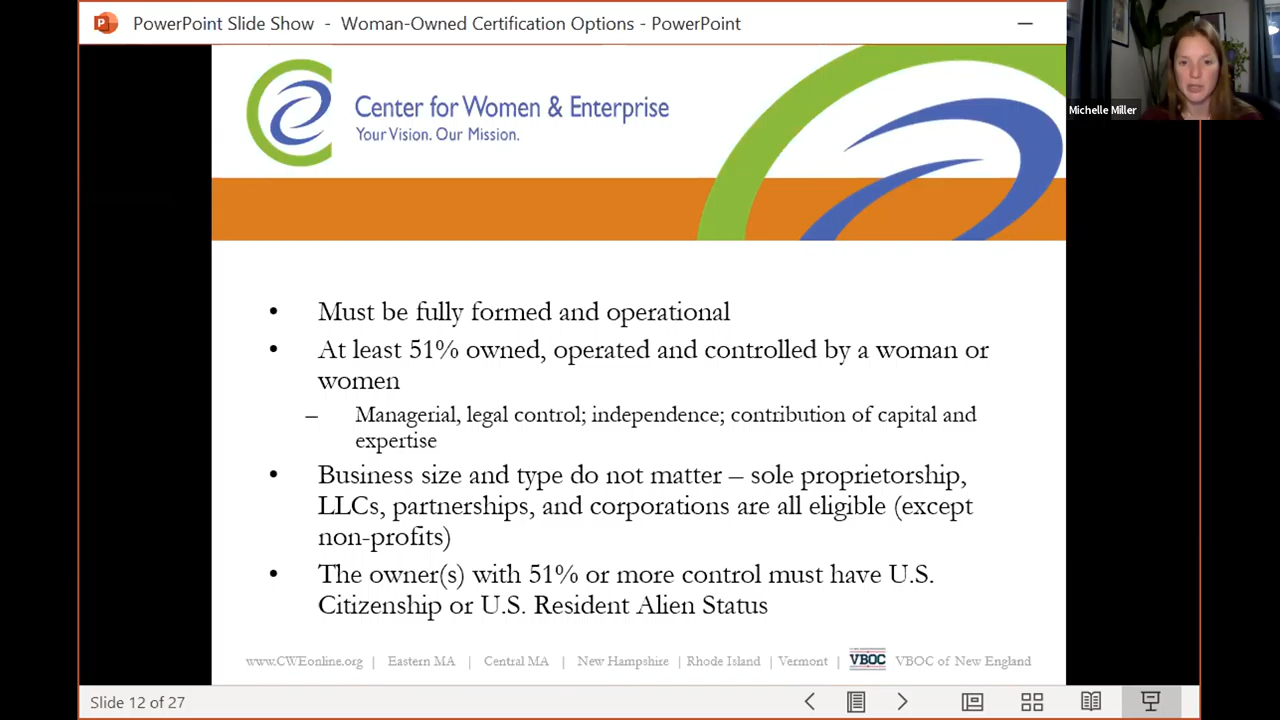 PowerPoint Slide Show - Woman-Owned Certification Options - PowerPoint
Michelle Miller
Center for Women & Enterprise
Your Vision. Our Mission.
• Must be fully formed and operational
• At least 51% owned, operated and controlled by a woman or
women
– Managerial, legal control; independence; contribution of capital and
expertise
• Business size and type do not matter – sole proprietorship,
LLCs, partnerships, and corporations are all eligible (except
non-profits)
• The owner(s) with 51% or more control must have U.S.
Citizenship or U.S. Resident Alien Status
www.CWEonline.org | Eastern MA | Central MA | New Hampshire | Rhode Island | Vermont | VBOC VBOC of New England
Slide 12 of 27